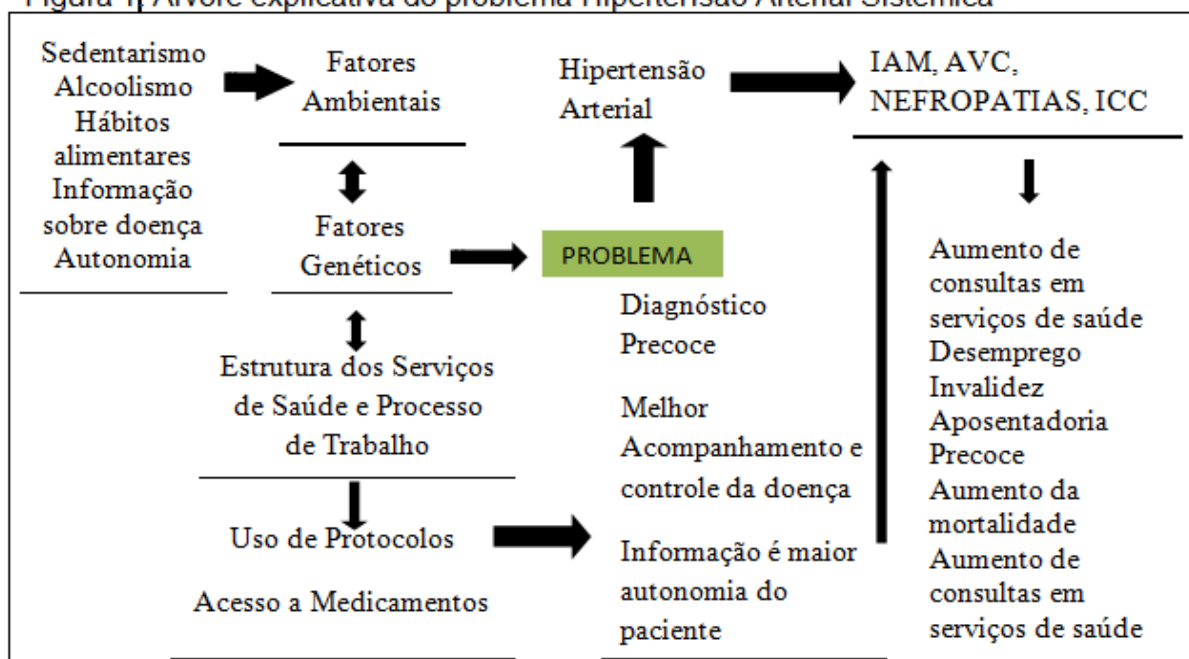 Figura 1. Árvore explicativa do problema Hipertensão Arterial Sistêmica
Sedentarismo
Alcoolismo
Hábitos
alimentares
Informação
sobre doença
Autonomia
Fatores
Ambientais
Fatores
Genéticos
Estrutura dos Serviços
de Saúde e Processo
de Trabalho
Uso de Protocolos
Acesso a Medicamentos
Hipertensão
Arterial
PROBLEMA
Diagnóstico
Precoce
Melhor
Acompanhamento e
controle da doença
Informação é maior
autonomia do
paciente
IAM, AVC,
NEFROPATIAS, ICC
Aumento de
consultas em
serviços de saúde
Desemprego
Invalidez
Aposentadoria
Precoce
Aumento da
mortalidade
Aumento de
consultas em
serviços de saúde